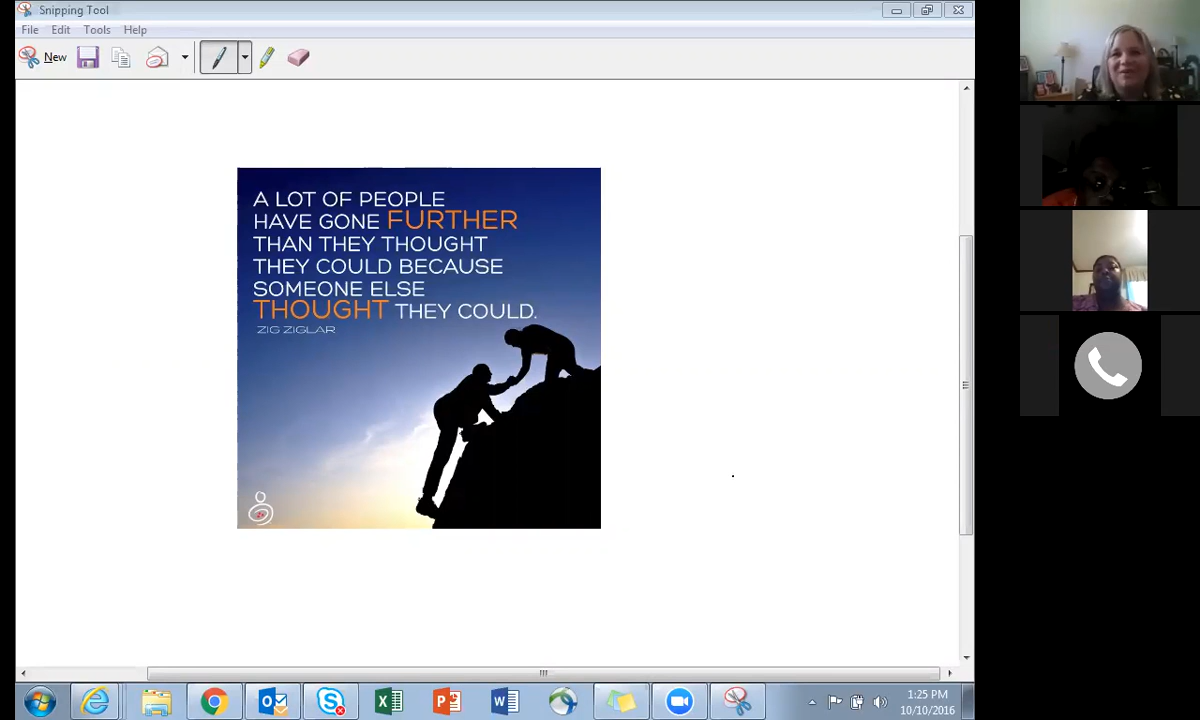 Snipping Tool
File Edit Tools Help
New
A LOT OF PEOPLE
HAVE GONE FURTHER
THAN THEY THOUGHT
THEY COULD BECAUSE
SOMEONE ELSE
THOUGHT THEY COULD.
ZIG ZIGLAR
1:25 PM
10/10/2016